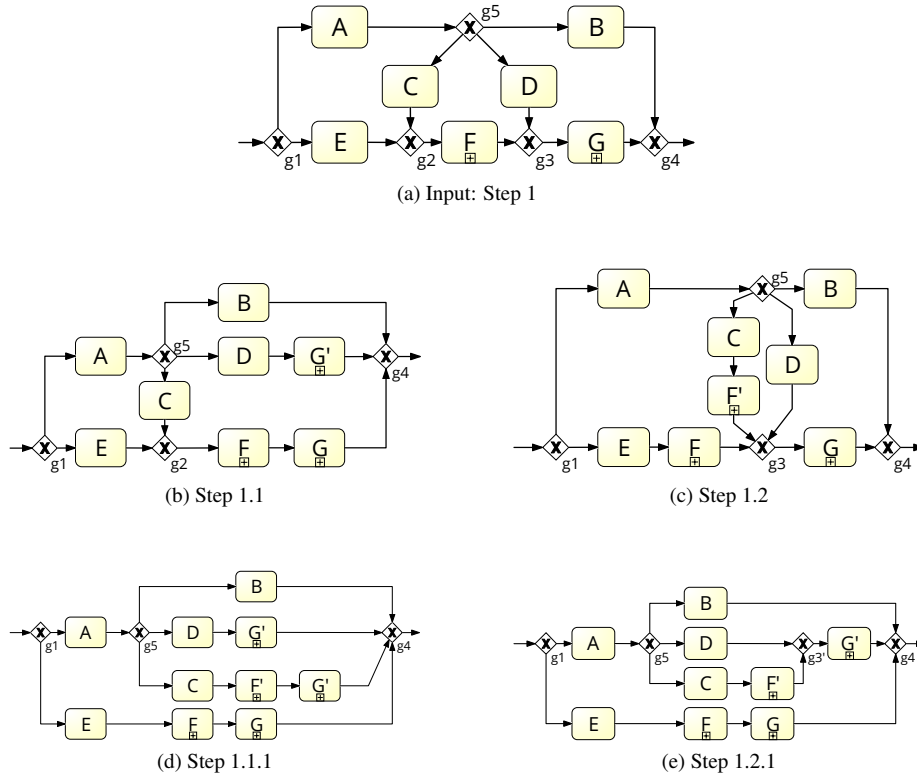 g5
A X B
C D
X E X F X G X
g1 g2 g3 g4
(a) Input: Step 1
B
A X D G' X
g5 g4
C
X E X F G
g1 g2
(b) Step 1.1
g5
A X B
C
D
F'
X E F X G X
g1 g3 g4
(c) Step 1.2
B
X A X D G' X
g1 g5 g4
C F' G'
E F G
(d) Step 1.1.1
B
X A X D X G' X
g1 g5 g3' g4
C F'
E F G
(e) Step 1.2.1